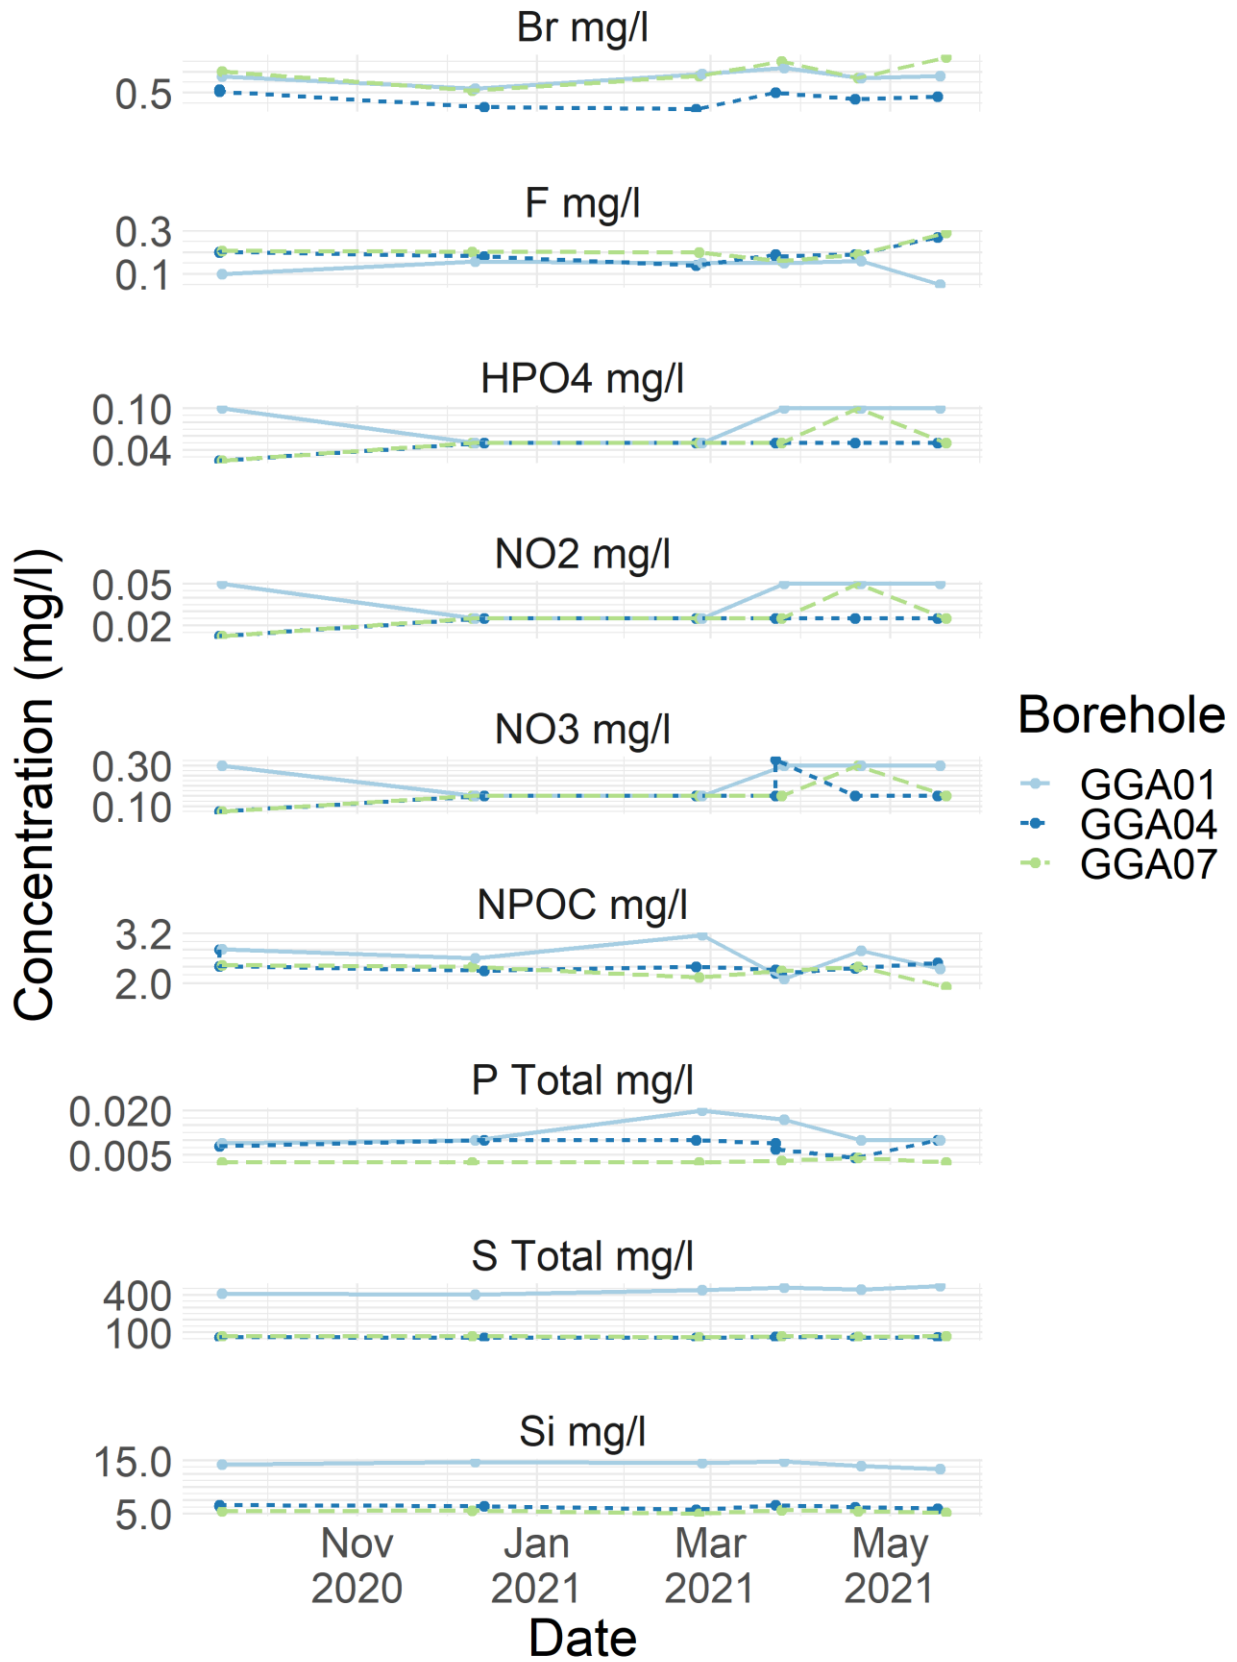 Br mg/l
0.5
F mg/l
0.3
0.1
HPO4 mg/l
0.10
0.04
NO2 mg/l
0.05
0.02
NO3 mg/l
0.30
0.10
NPOC mg/l
3.2
2.0
P Total mg/l
0.020
0.005
S Total mg/l
400
100
Si mg/l
15.0
5.0
Nov Jan Mar May
2020 2021 2021 2021
Date
Concentration (mg/l)
Borehole
GGA01
GGA04
GGA07